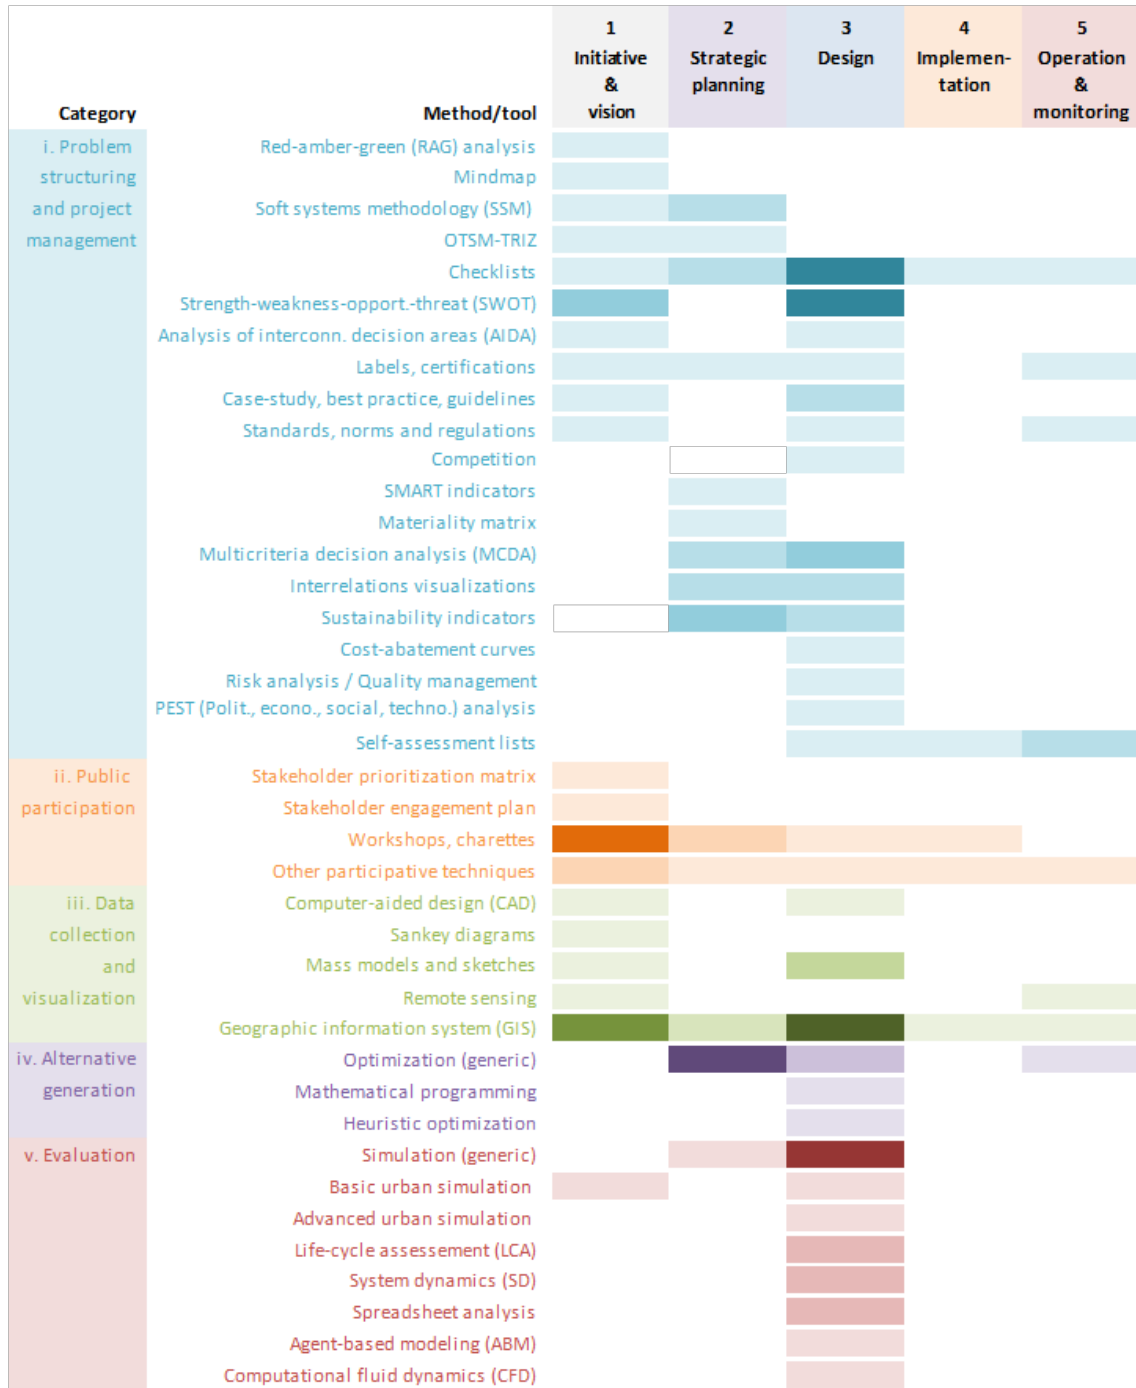 1 2 3 4 5
Initiative Strategic Design Implemen- Operation
& planning tation &
Category Method/tool vision monitoring
i. Problem Red-amber-green (RAG) analysis
structuring Mindmap
and project Soft systems methodology (SSM)
management OTSM-TRIZ
Checklists
Strength-weakness-opport.-threat (SWOT)
Analysis of interconn. decision areas (AIDA)
Labels, certifications
Case-study, best practice, guidelines
Standards, norms and regulations
Competition
SMART indicators
Materiality matrix
Multicriteria decision analysis (MCDA)
Interrelations visualizations
Sustainability indicators
Cost-abatement curves
Risk analysis / Quality management
PEST (Polit., econo., social, techno.) analysis
Self-assessment lists
ii. Public Stakeholder prioritization matrix
participation Stakeholder engagement plan
Workshops, charettes
Other participative techniques
iii. Data Computer-aided design (CAD)
collection Sankey diagrams
and Mass models and sketches
visualization Remote sensing
Geographic information system (GIS)
iv. Alternative Optimization (generic)
generation Mathematical programming
Heuristic optimization
v. Evaluation Simulation (generic)
Basic urban simulation
Advanced urban simulation
Life-cycle assessement (LCA)
System dynamics (SD)
Spreadsheet analysis
Agent-based modeling (ABM)
Computational fluid dynamics (CFD)